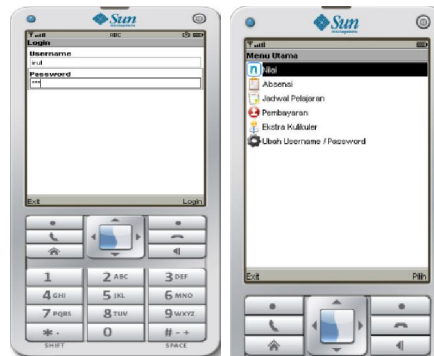 Sun
ABC
Login
Username
inul
Password
***
Exit
Login
1
2 ABC
3 DEF
4 GHI
5 JKL
6 MNO
7 PQRS
8 TUV
9 WXYZ
* .
0
# - +
SHIFT
SPACE
Sun
Menu Utama
Nilai
Absensi
Jadwal Pelajaran
Pembayaran
Ekstra Kulikuler
Ubah Username / Password
Exit
Pilih